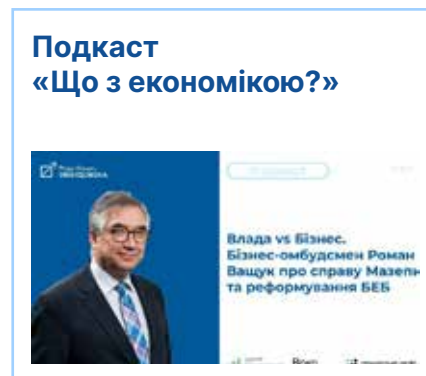 Подкаст
«Що з економікою?»
Влада vs Бізнес.
Бізнес-омбудсмен Роман
Ващук про справу Мазепи
та реформування БЕБ